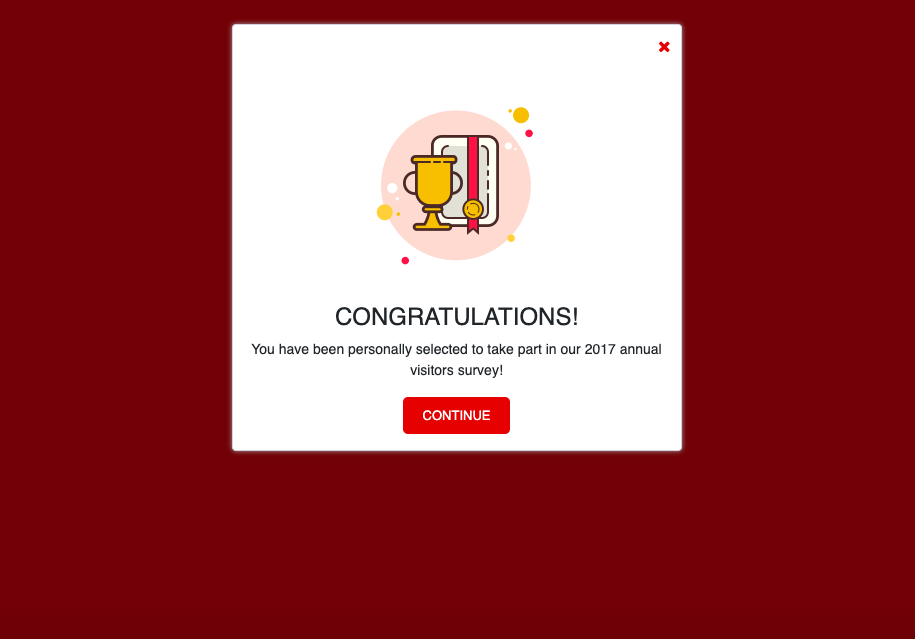 CONGRATULATIONS!
You have been personally selected to take part in our 2017 annual
visitors survey!
CONTINUE